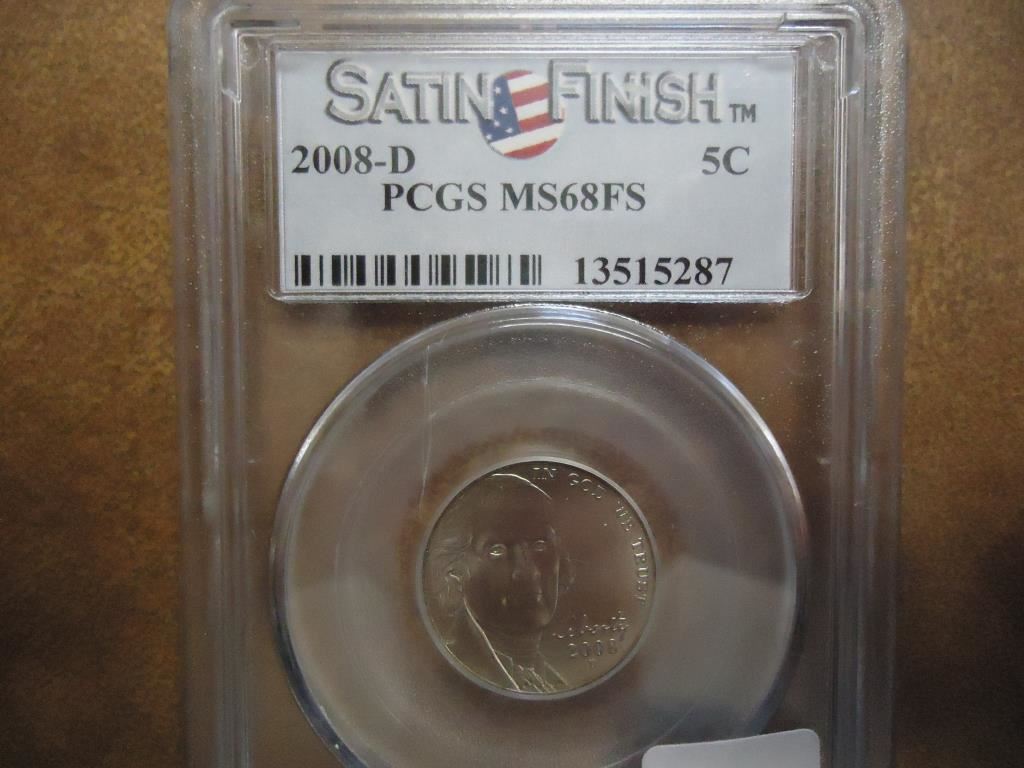 SATIN FINISH™
2008-D 5C
PCGS MS68FS
13515287
IN GOD WE TRUST
Liberty
2008
D